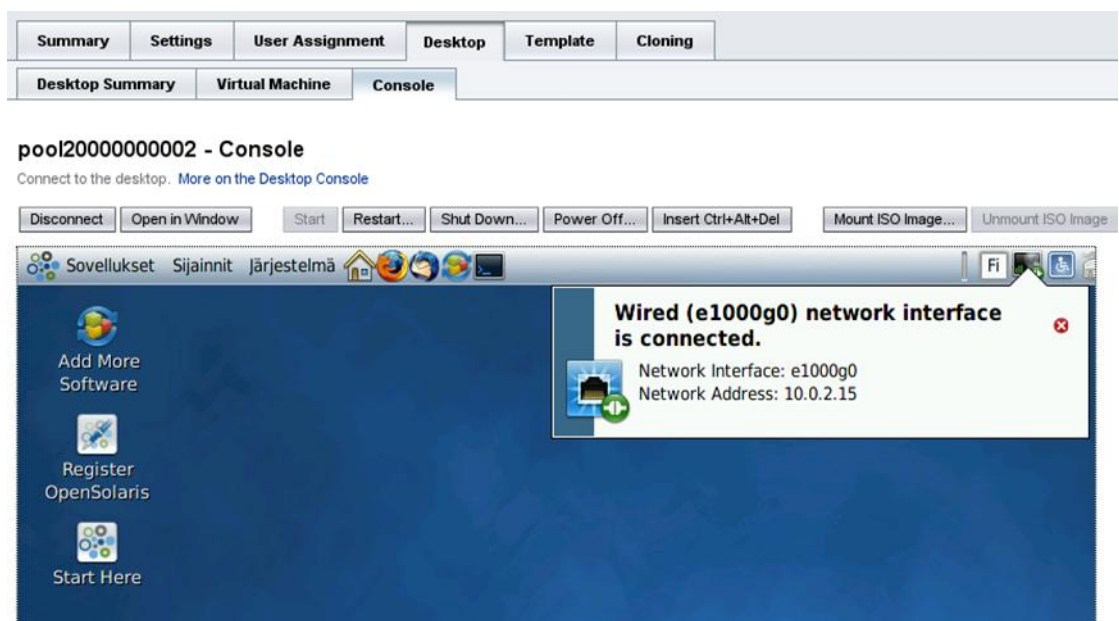 Summary Settings User Assignment Desktop Template Cloning
Desktop Summary Virtual Machine Console
pool20000000002 - Console
Connect to the desktop. More on the Desktop Console
Disconnect Open in Window Start Restart... Shut Down... Power Off... Insert Ctrl+Alt+Del Mount ISO Image... Unmount ISO Image
Sovellukset Sijainnit Järjestelmä Fi
Wired (e1000g0) network interface
is connected.
Network Interface: e1000g0
Network Address: 10.0.2.15
Add More
Software
Register
OpenSolaris
Start Here